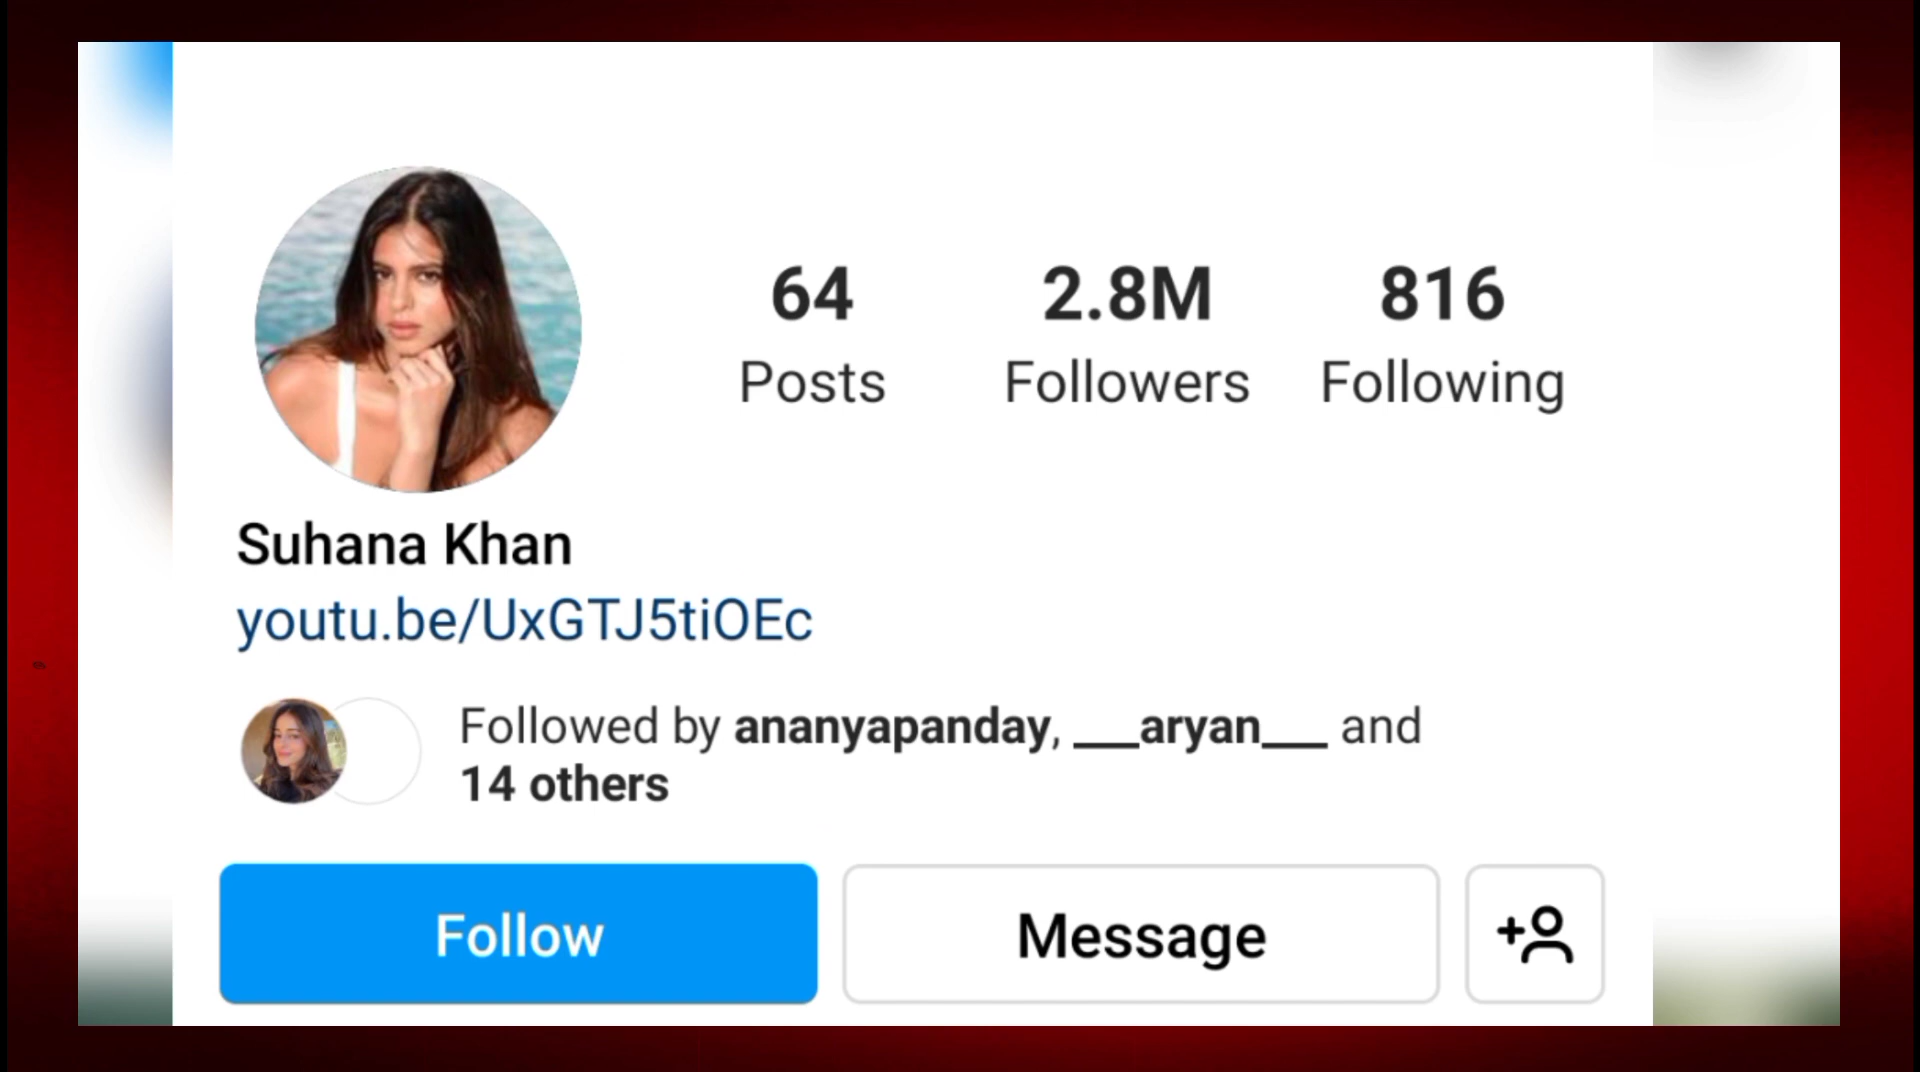 64
2.8M
816
Posts
Followers
Following
Suhana Khan
youtu.be/UxGTJ5tiOEc
Followed by ananyapanday, ___aryan___ and
14 others
Follow
Message